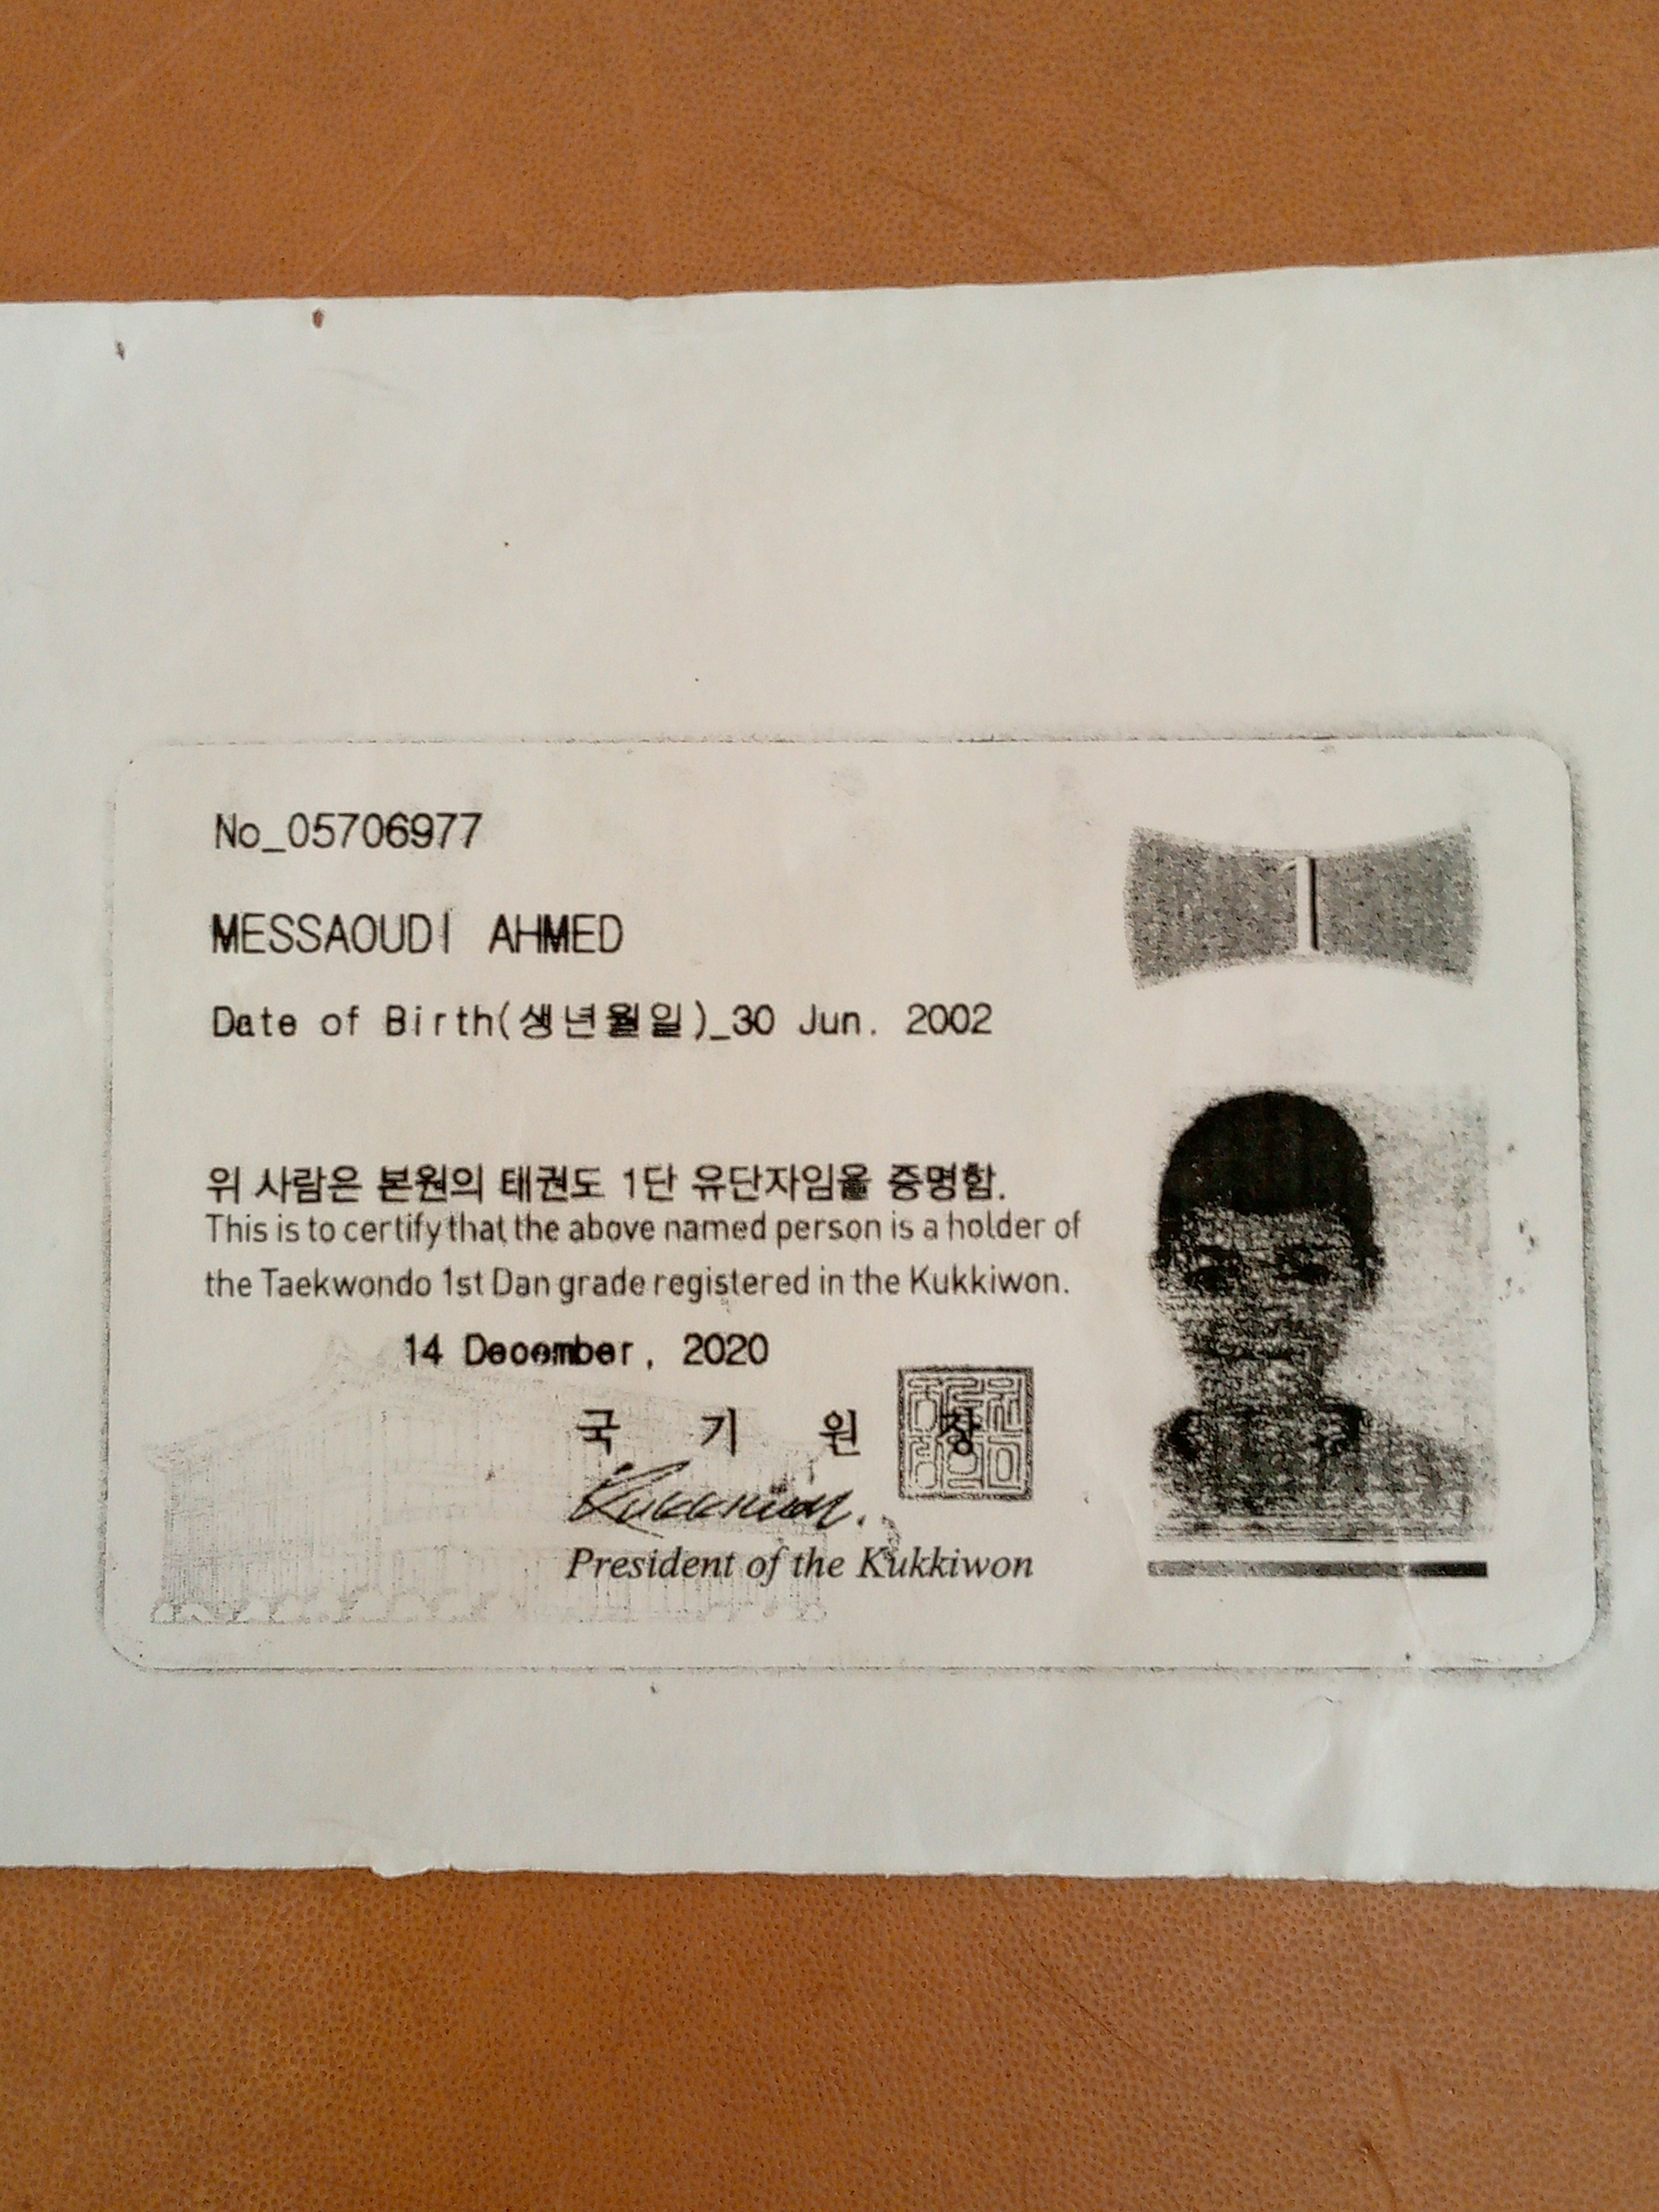 No_05706977
1
MESSAOUDI AHMED
Date of Birth(생년월일)_30 Jun. 2002
위 사람은 본원의 태권도 1단 유단자임을 증명함.
This is to certify that the above named person is a holder of
the Taekwondo 1st Dan grade registered in the Kukkiwon.
14 December, 2020
국 기 원 장
Kukkiwon.
President of the Kukkiwon